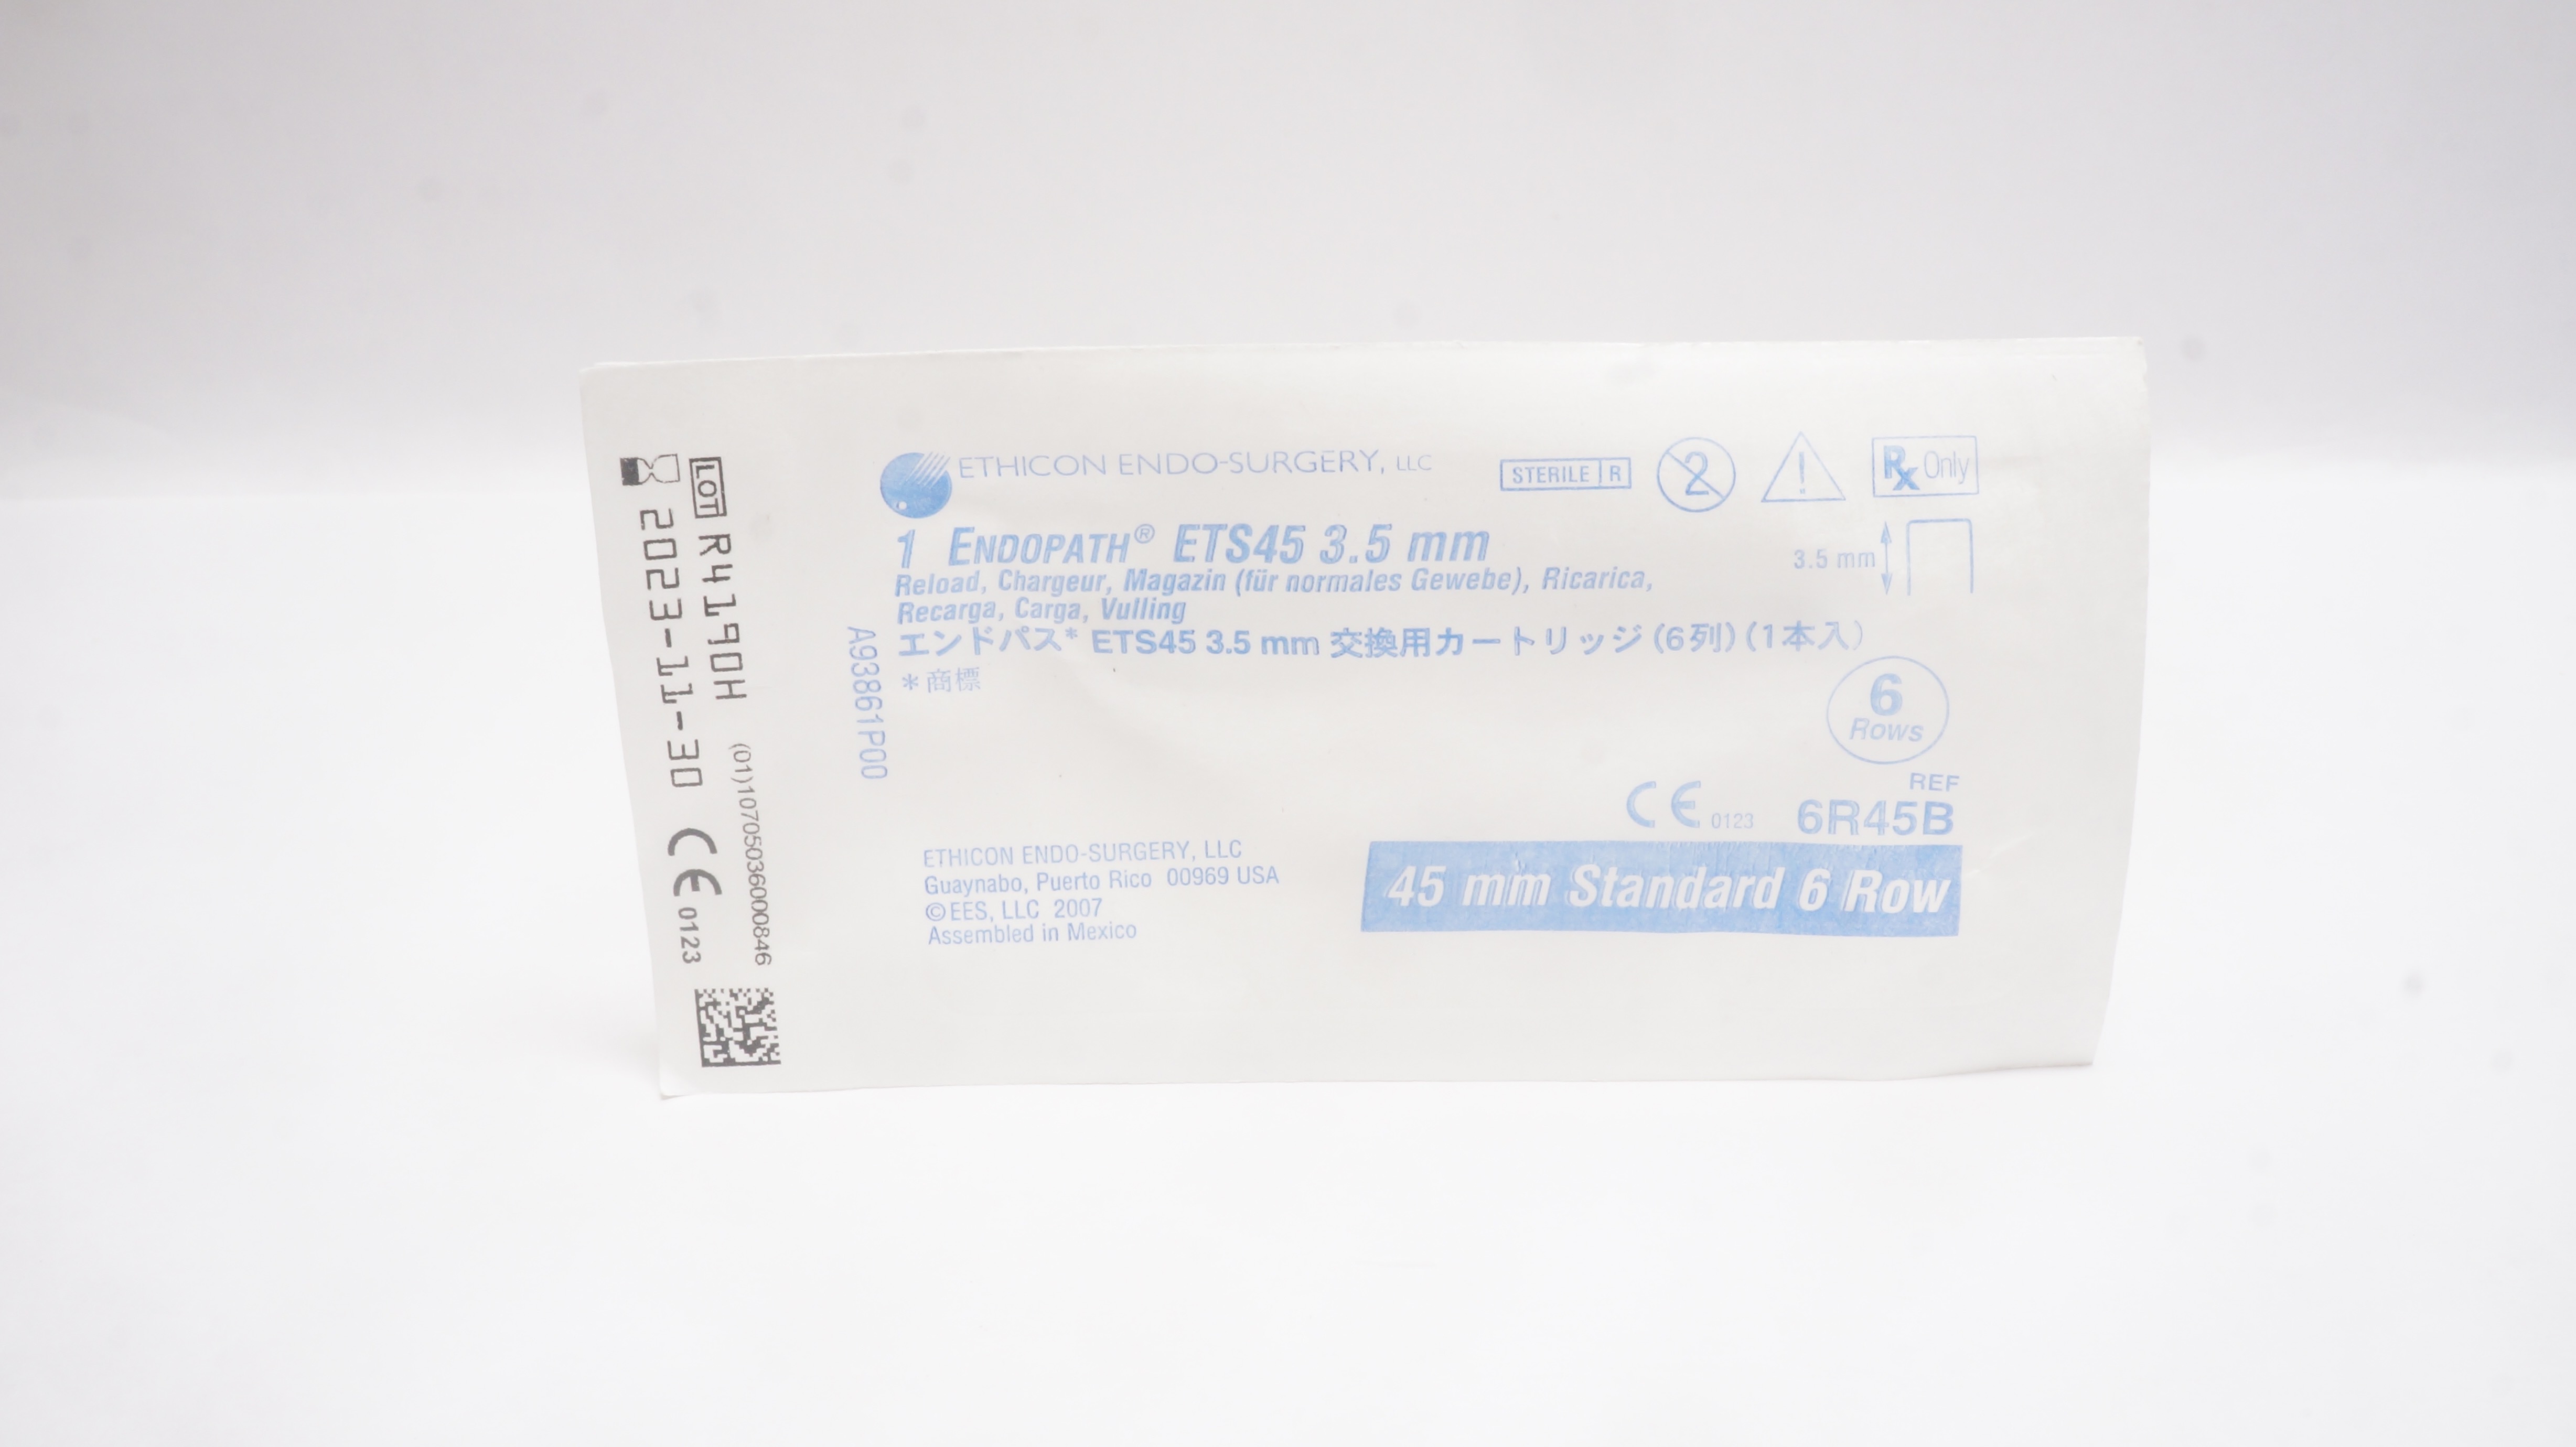 LOT R4190H
2023-11-30
CE 0123
(01)10705036000846
A93861P00
ETHICON ENDO-SURGERY, LLC
STERILE R
2
!
Rx Only
1 ENDOPATH® ETS45 3.5 mm
3.5 mm
Reload, Chargeur, Magazin (für normales Gewebe), Ricarica,
Recarga, Carga, Vulling
エンドパス* ETS45 3.5 mm 交換用カートリッジ (6列) (1本入)
*商標
6
Rows
REF
CE 0123 6R45B
45 mm Standard 6 Row
ETHICON ENDO-SURGERY, LLC
Guaynabo, Puerto Rico 00969 USA
©EES, LLC 2007
Assembled in Mexico